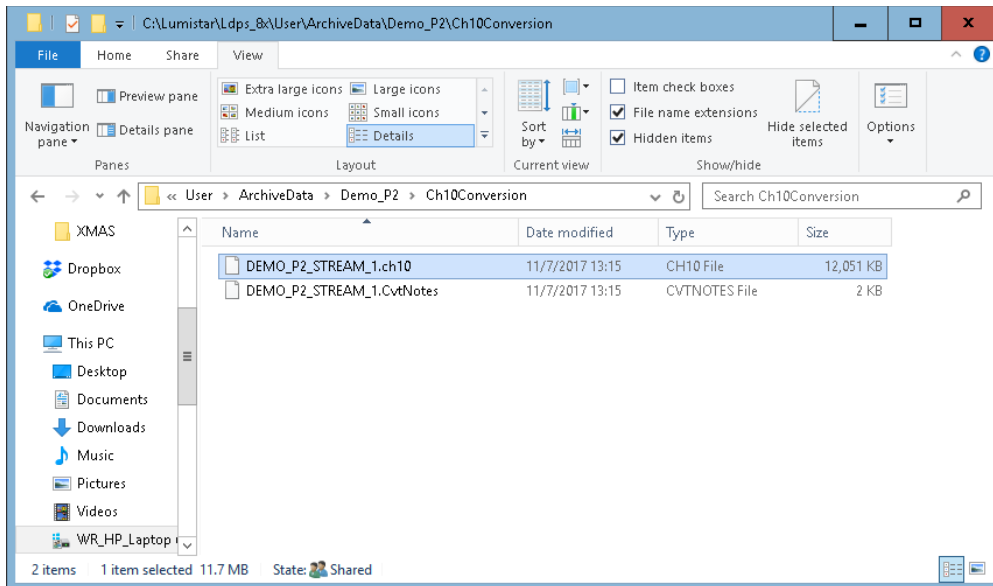 C:\Lumistar\Ldps_8x\User\ArchiveData\Demo_P2\Ch10Conversion
File Home Share View
Preview pane
Details pane
Navigation pane
Panes
Extra large icons Large icons
Medium icons Small icons
List Details
Layout
Sort by
Current view
Item check boxes
File name extensions
Hidden items
Hide selected items
Show/hide
Options
« User > ArchiveData > Demo_P2 > Ch10Conversion
Search Ch10Conversion
XMAS
Dropbox
OneDrive
This PC
Desktop
Documents
Downloads
Music
Pictures
Videos
WR_HP_Laptop
Name Date modified Type Size
DEMO_P2_STREAM_1.ch10 11/7/2017 13:15 CH10 File 12,051 KB
DEMO_P2_STREAM_1.CvtNotes 11/7/2017 13:15 CVTNOTES File 2 KB
2 items 1 item selected 11.7 MB State: Shared